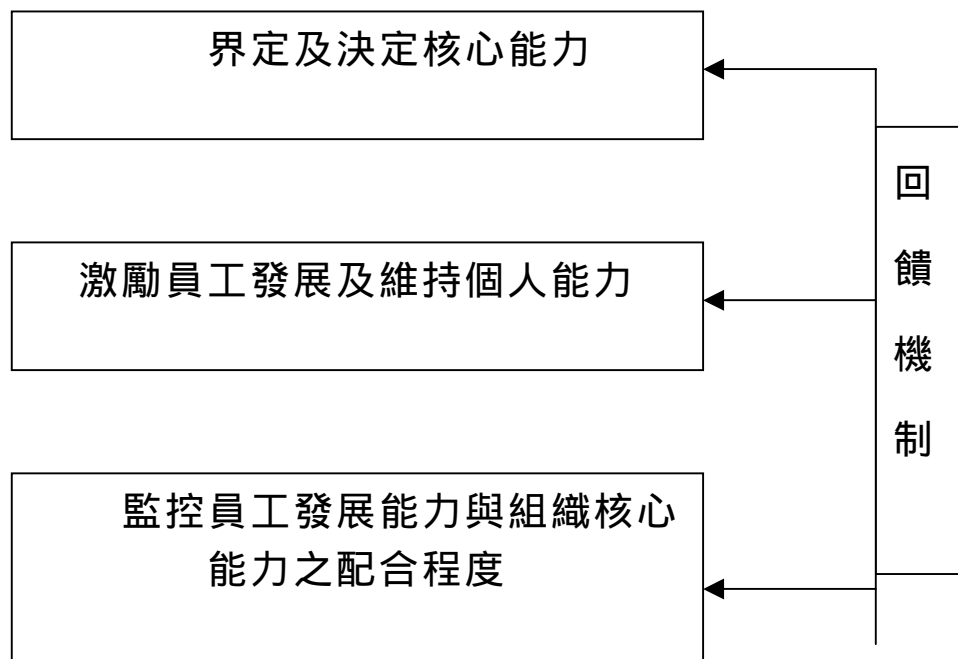 界定及決定核心能力
激勵員工發展及維持個人能力
監控員工發展能力與組織核心
能力之配合程度
回
饋
機
制